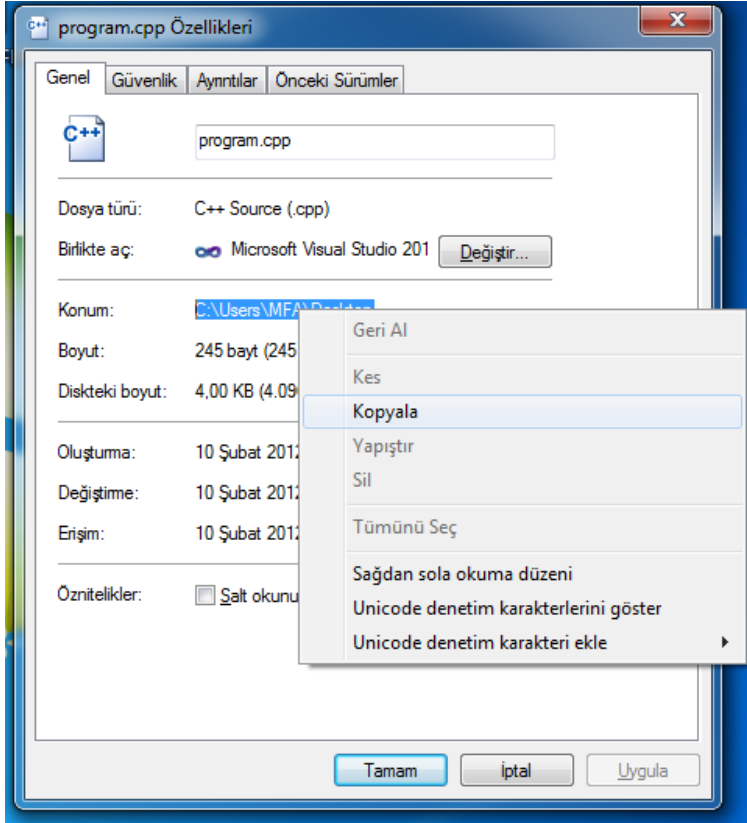 program.cpp Özellikleri
Genel Güvenlik Ayrıntılar Önceki Sürümler
C++
program.cpp
Dosya türü: C++ Source (.cpp)
Birlikte aç: Microsoft Visual Studio 201 Değiştir...
Konum: C:\Users\MFA\Desktop
Boyut: 245 bayt (245
Diskteki boyut: 4,00 KB (4.096
Oluşturma: 10 Şubat 2012
Değiştirme: 10 Şubat 2012
Erişim: 10 Şubat 2012
Öznitelikler: Salt okunu
Geri Al
Kes
Kopyala
Yapıştır
Sil
Tümünü Seç
Sağdan sola okuma düzeni
Unicode denetim karakterlerini göster
Unicode denetim karakteri ekle
Tamam İptal Uygula